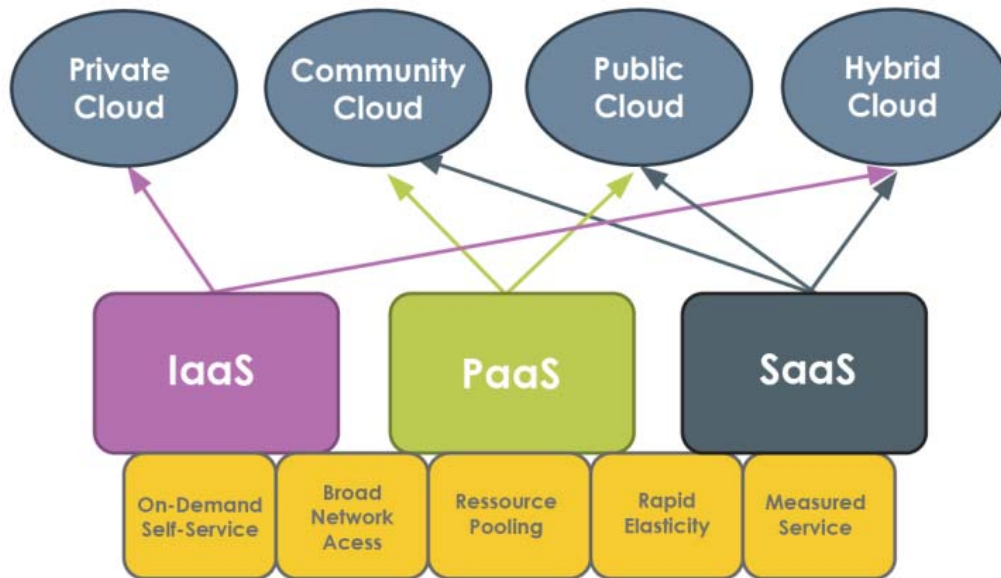 Private
Cloud
Community
Cloud
Public
Cloud
Hybrid
Cloud
IaaS
PaaS
SaaS
On-Demand
Self-Service
Broad
Network
Acess
Ressource
Pooling
Rapid
Elasticity
Measured
Service